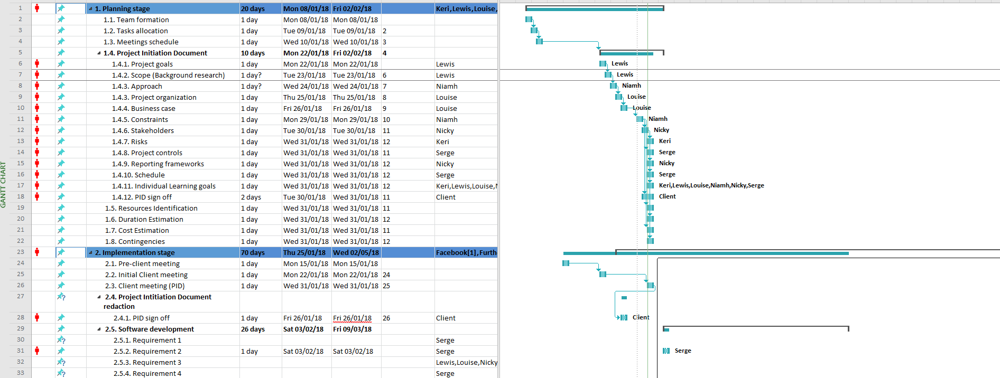 GANTT CHART
1 1. Planning stage 20 days Mon 08/01/18 Fri 02/02/18 Keri,Lewis,Louise,
2 1.1. Team formation 1 day Mon 08/01/18 Mon 08/01/18
3 1.2. Tasks allocation 1 day Tue 09/01/18 Tue 09/01/18 2
4 1.3. Meetings schedule 1 day Wed 10/01/18 Wed 10/01/18 3
5 1.4. Project Initiation Document 10 days Mon 22/01/18 Fri 02/02/18 4
6 1.4.1. Project goals 1 day Mon 22/01/18 Mon 22/01/18 Lewis Lewis
7 1.4.2. Scope (Background research) 1 day? Tue 23/01/18 Tue 23/01/18 6 Lewis Lewis
8 1.4.3. Approach 1 day? Wed 24/01/18 Wed 24/01/18 7 Niamh Niamh
9 1.4.3. Project organization 1 day Thu 25/01/18 Thu 25/01/18 8 Louise Louise
10 1.4.4. Business case 1 day Fri 26/01/18 Fri 26/01/18 9 Louise Louise
11 1.4.5. Constraints 1 day Mon 29/01/18 Mon 29/01/18 10 Niamh Niamh
12 1.4.6. Stakeholders 1 day Tue 30/01/18 Tue 30/01/18 11 Nicky Nicky
13 1.4.7. Risks 1 day Wed 31/01/18 Wed 31/01/18 12 Keri Keri
14 1.4.8. Project controls 1 day Wed 31/01/18 Wed 31/01/18 11 Serge Serge
15 1.4.9. Reporting frameworks 1 day Wed 31/01/18 Wed 31/01/18 12 Nicky Nicky
16 1.4.10. Schedule 1 day Wed 31/01/18 Wed 31/01/18 12 Serge Serge
17 1.4.11. Individual Learning goals 1 day Wed 31/01/18 Wed 31/01/18 12 Keri,Lewis,Louise,N Keri,Lewis,Louise,Niamh,Nicky,Serge
18 1.4.12. PID sign off 2 days Tue 30/01/18 Wed 31/01/18 11 Client Client
19 1.5. Resources Identification 1 day Wed 31/01/18 Wed 31/01/18 11
20 1.6. Duration Estimation 1 day Wed 31/01/18 Wed 31/01/18 12
21 1.7. Cost Estimation 1 day Wed 31/01/18 Wed 31/01/18 11
22 1.8. Contingencies 1 day Wed 31/01/18 Wed 31/01/18 12
23 2. Implementation stage 70 days Thu 25/01/18 Wed 02/05/18 Facebook[1],Furth
24 2.1. Pre-client meeting 1 day Mon 15/01/18 Mon 15/01/18
25 2.2. Initial Client meeting 1 day Mon 22/01/18 Mon 22/01/18 24
26 2.3. Client meeting (PID) 1 day Wed 31/01/18 Wed 31/01/18 25
27 2.4. Project Intitiation Document
redaction
28 2.4.1. PID sign off 1 day Fri 26/01/18 Fri 26/01/18 26 Client Client
29 2.5. Software development 26 days Sat 03/02/18 Fri 09/03/18
30 2.5.1. Requirement 1 Serge
31 2.5.2. Requirement 2 1 day Sat 03/02/18 Sat 03/02/18 Serge Serge
32 2.5.3. Requirement 3 Lewis,Louise,Nicky
33 2.5.4. Requirement 4 Serge